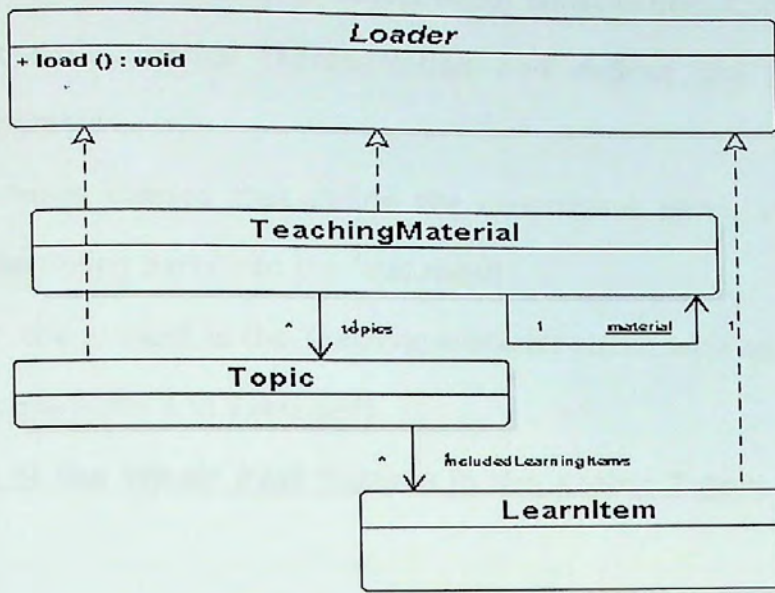 Loader
+ load () : void
TeachingMaterial
* topics 1 material 1
Topic
* includedLearningItems
LearnItem